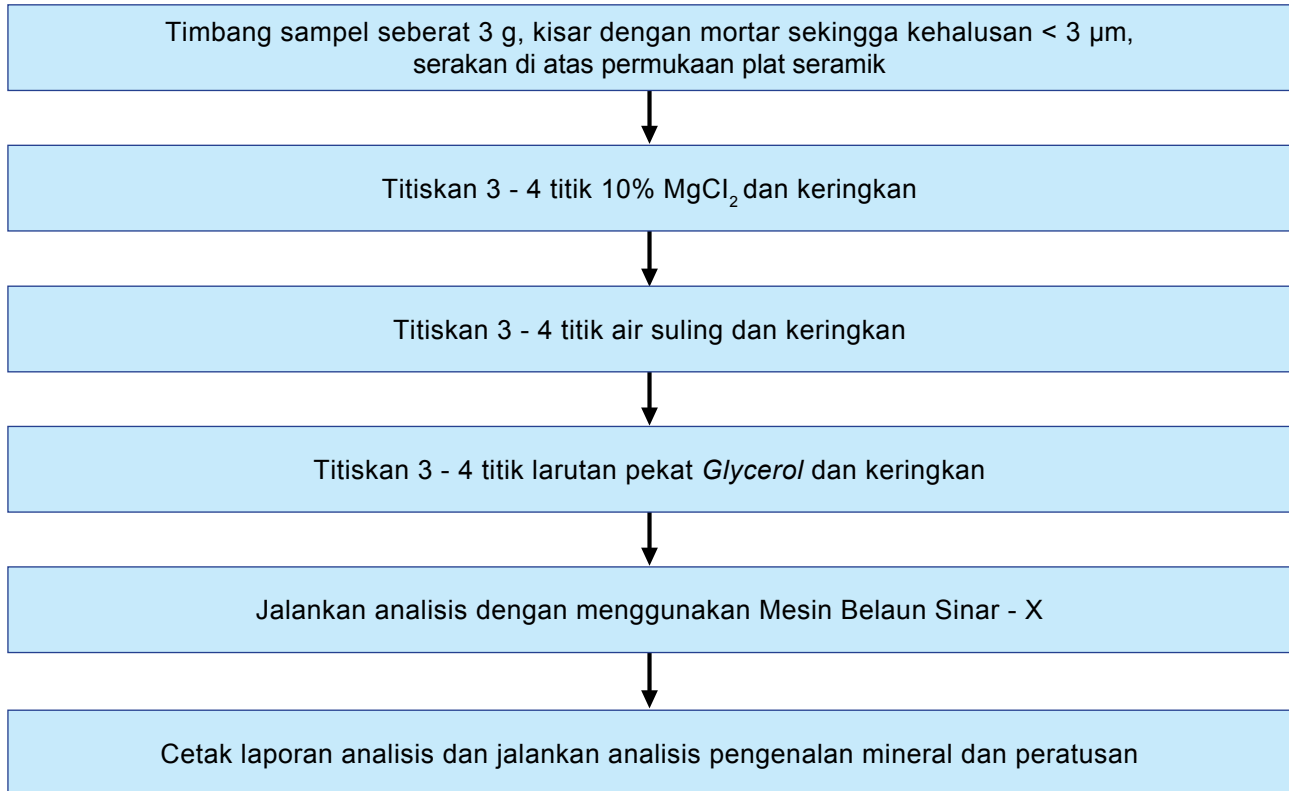 Timbang sampel seberat 3 g, kisar dengan mortar sekingga kehalusan < 3 µm,
serakan di atas permukaan plat seramik
Titiskan 3 - 4 titik 10% MgCl₂ dan keringkan
Titiskan 3 - 4 titik air suling dan keringkan
Titiskan 3 - 4 titik larutan pekat Glycerol dan keringkan
Jalankan analisis dengan menggunakan Mesin Belaun Sinar - X
Cetak laporan analisis dan jalankan analisis pengenalan mineral dan peratusan